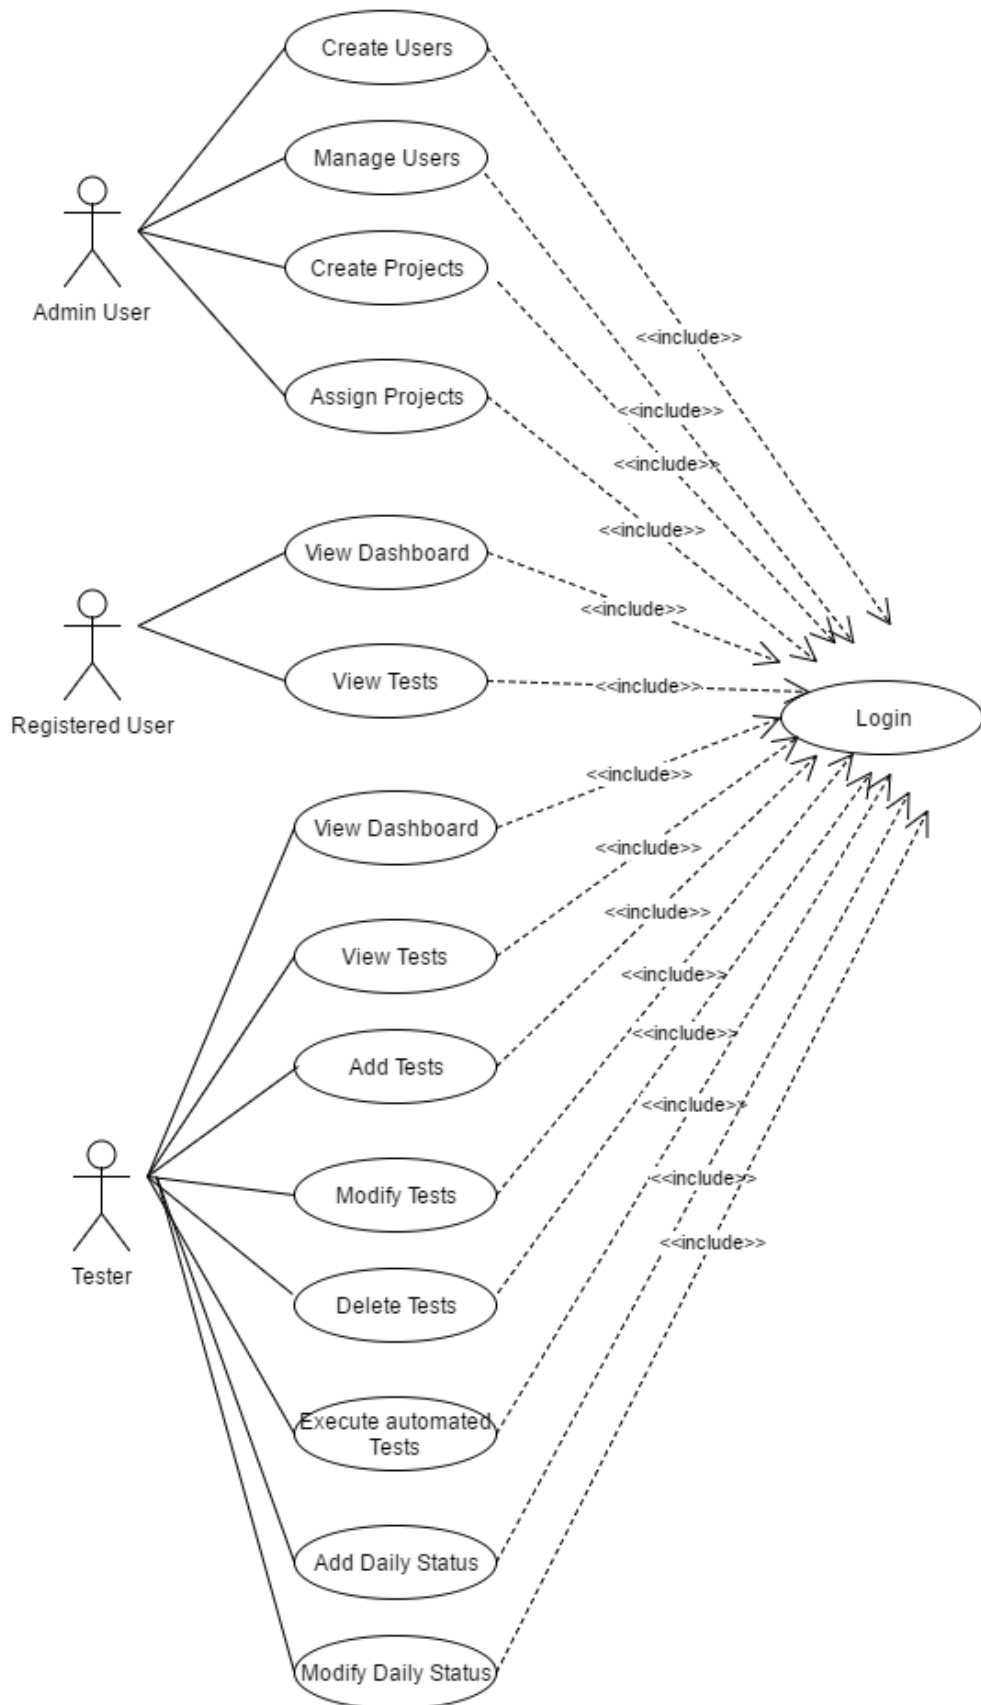 Create Users
Manage Users
Create Projects
Admin User
<<include>>
Assign Projects
<<include>>
<<include>>
<<include>>
View Dashboard
<<include>>
View Tests
<<include>>
Registered User
Login
<<include>>
View Dashboard
<<include>>
<<include>>
View Tests
<<include>>
<<include>>
Add Tests
<<include>>
<<include>>
Modify Tests
<<include>>
Tester
Delete Tests
Execute automated
Tests
Add Daily Status
Modify Daily Status